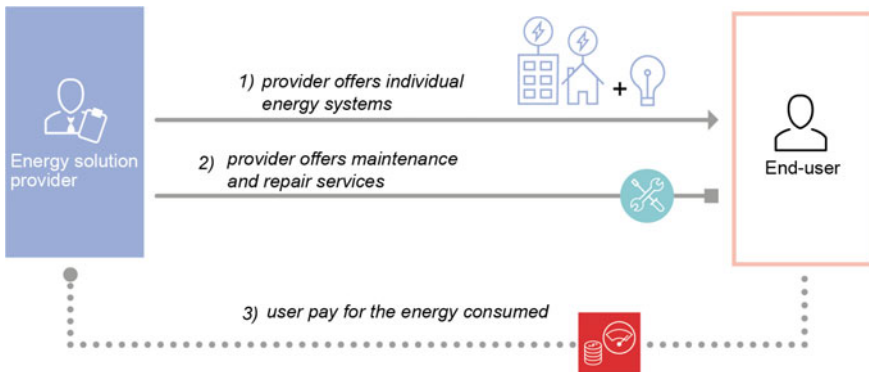 1) provider offers individual
energy systems
+
Energy solution
provider
2) provider offers maintenance
and repair services
End-user
3) user pay for the energy consumed